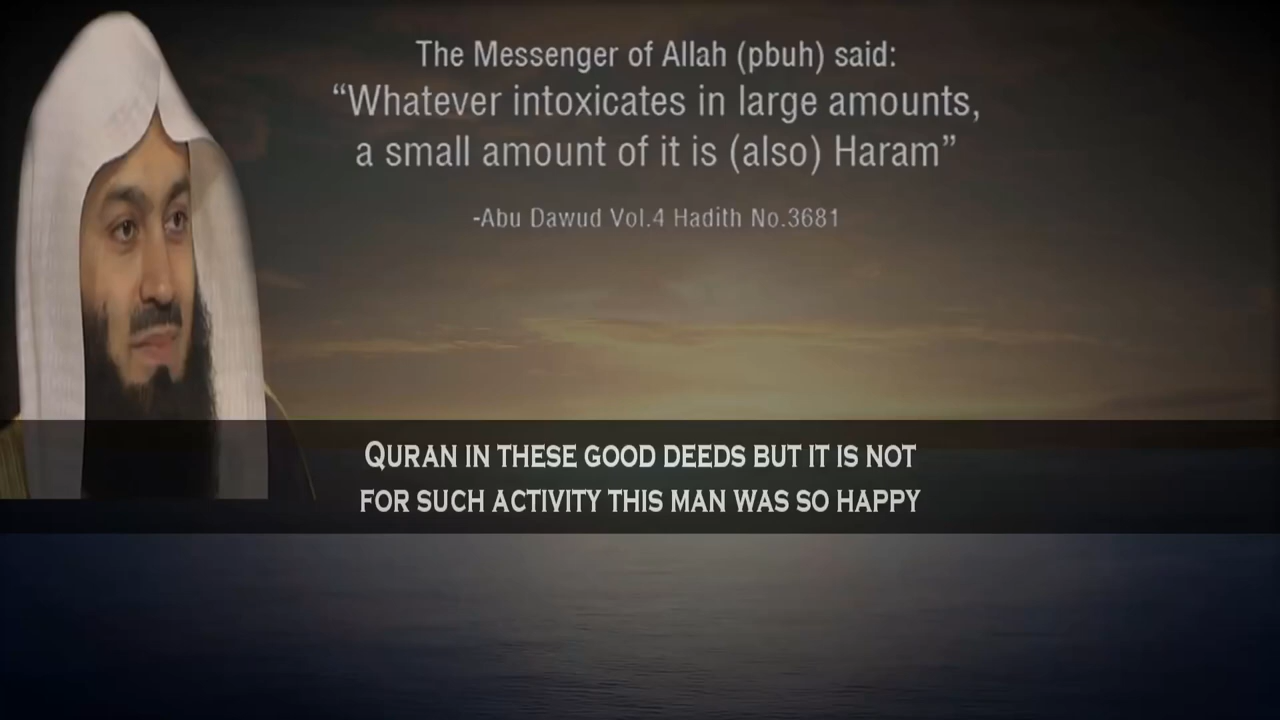 The Messenger of Allah (pbuh) said:
“Whatever intoxicates in large amounts,
a small amount of it is (also) Haram”
-Abu Dawud Vol.4 Hadith No.3681
QURAN IN THESE GOOD DEEDS BUT IT IS NOT
FOR SUCH ACTIVITY THIS MAN WAS SO HAPPY